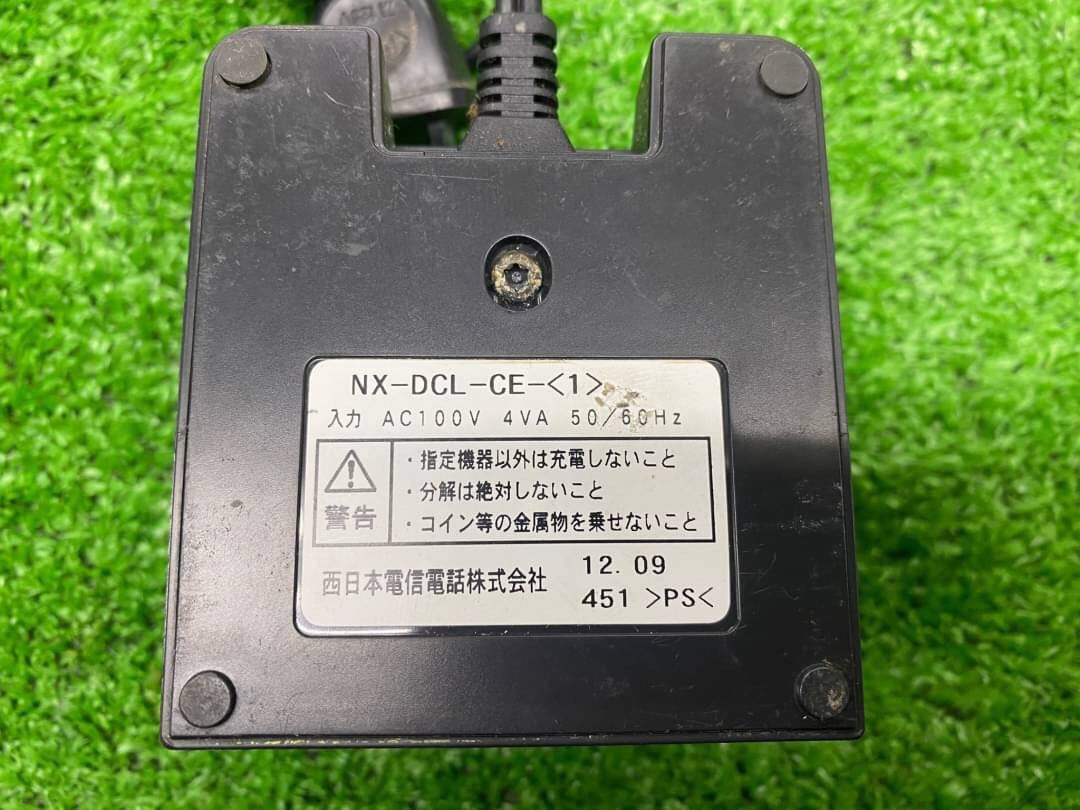 NX-DCL-CE-<1>
入力 AC100V 4VA 50/60Hz
警告
・指定機器以外は充電しないこと
・分解は絶対しないこと
・コイン等の金属物を乗せないこと
西日本電信電話株式会社
12.09
451 >PS<